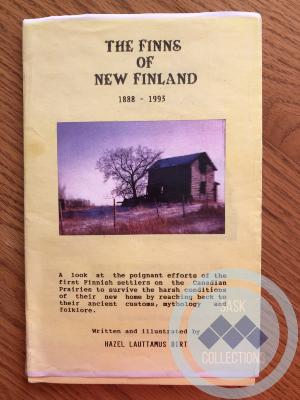 THE FINNS
OF
NEW FINLAND
1888 - 1993
A look at the poignant efforts of the
first Finnish settlers on the Canadian
Prairies to survive the harsh conditions
of their new home by reaching back to
their ancient customs, mythology and
folklore.
Written and illustrated by
HAZEL LAUTTAMUS BIRT
SASK
COLLECTIONS